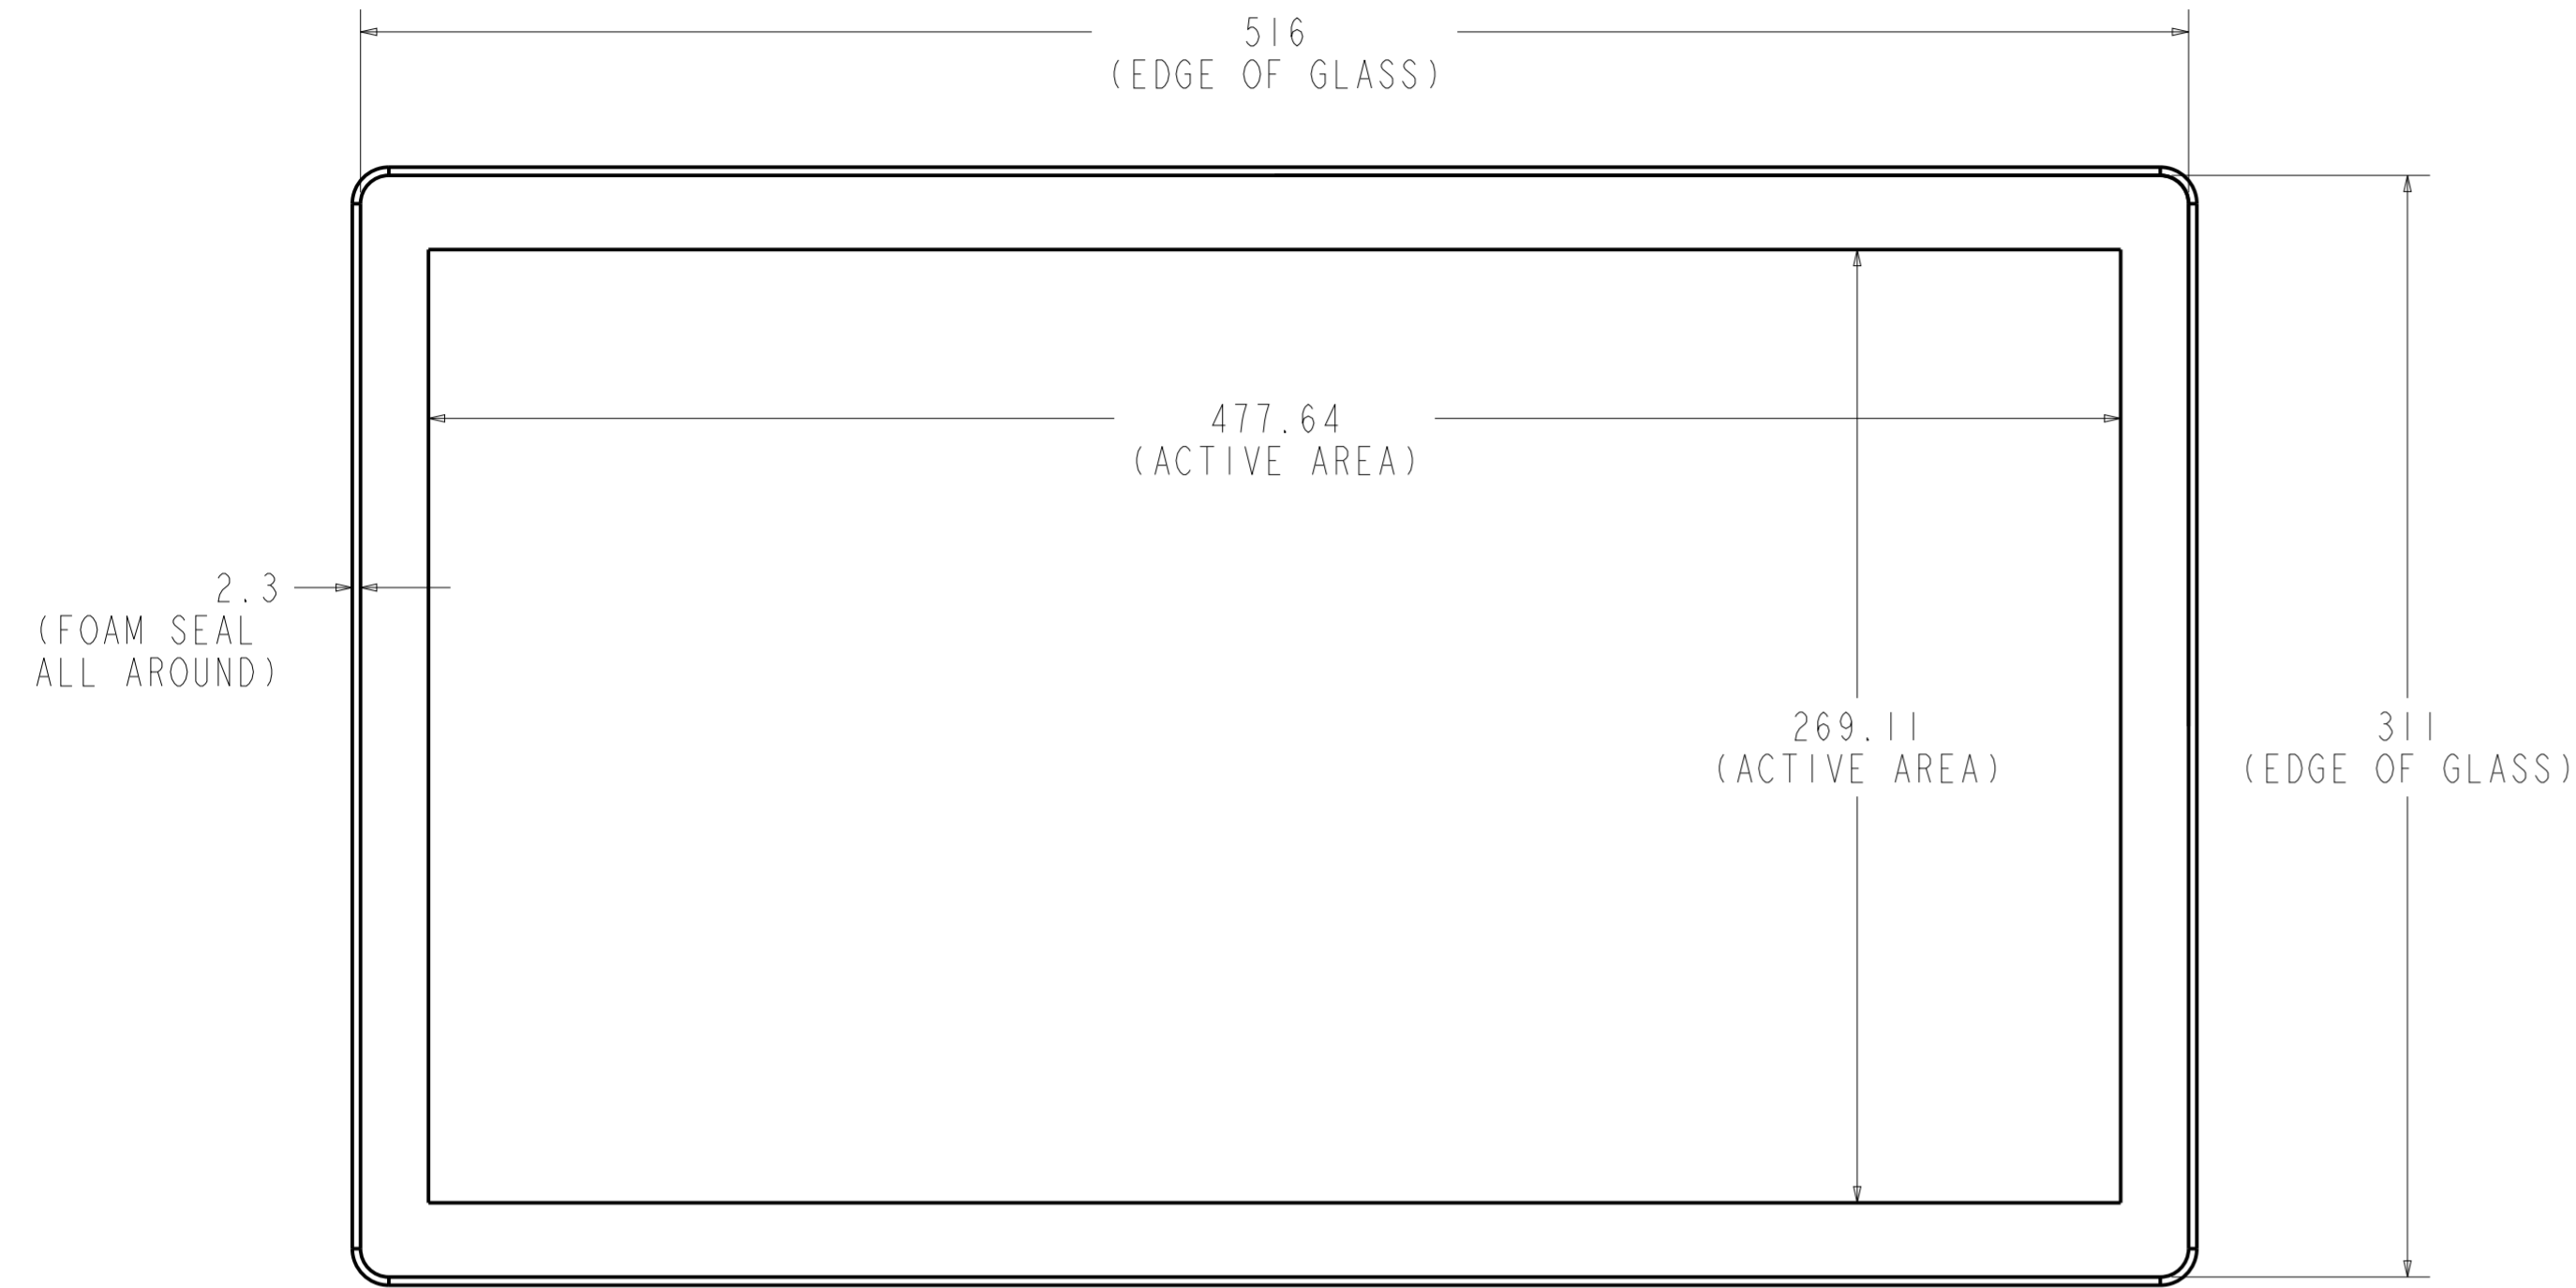 516
(EDGE OF GLASS)
477.64
(ACTIVE AREA)
2.3
(FOAM SEAL
ALL AROUND)
269.11
(ACTIVE AREA)
311
(EDGE OF GLASS)